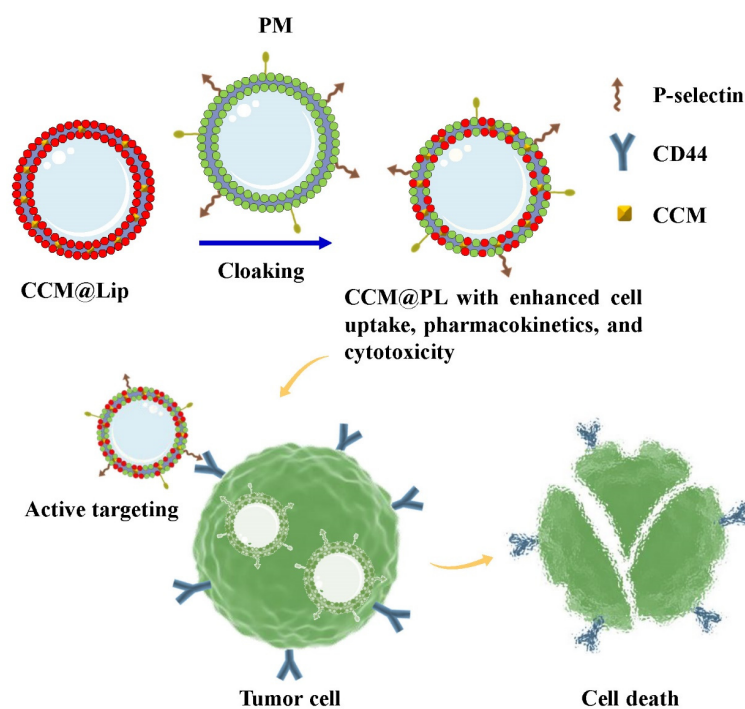 PM
P-selectin
CD44
CCM
CCM@Lip
Cloaking
CCM@PL with enhanced cell
uptake, pharmacokinetics, and
cytotoxicity
Active targeting
Tumor cell
Cell death